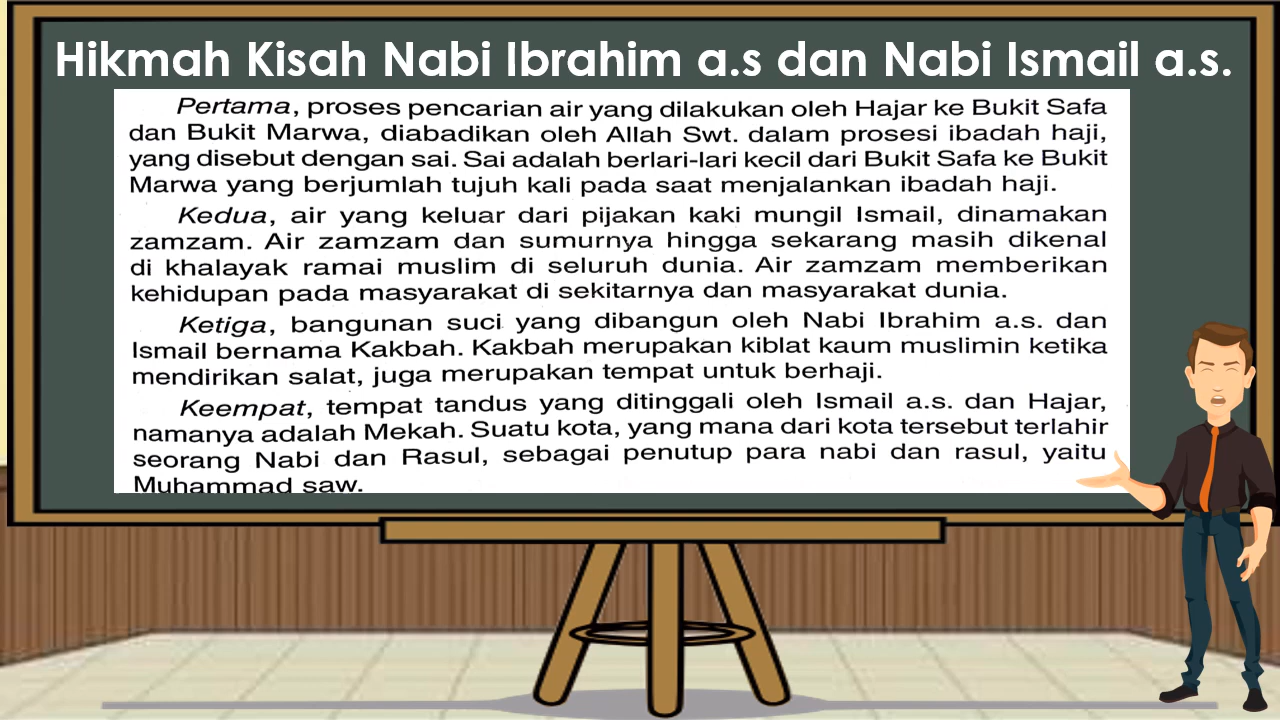 Hikmah Kisah Nabi Ibrahim a.s dan Nabi Ismail a.s.
Pertama, proses pencarian air yang dilakukan oleh Hajar ke Bukit Safa
dan Bukit Marwa, diabadikan oleh Allah Swt. dalam prosesi ibadah haji,
yang disebut dengan sai. Sai adalah berlari-lari kecil dari Bukit Safa ke Bukit
Marwa yang berjumlah tujuh kali pada saat menjalankan ibadah haji.
Kedua, air yang keluar dari pijakan kaki mungil Ismail, dinamakan
zamzam. Air zamzam dan sumurnya hingga sekarang masih dikenal
di khalayak ramai muslim di seluruh dunia. Air zamzam memberikan
kehidupan pada masyarakat di sekitarnya dan masyarakat dunia.
Ketiga, bangunan suci yang dibangun oleh Nabi Ibrahim a.s. dan
Ismail bernama Kakbah. Kakbah merupakan kiblat kaum muslimin ketika
mendirikan salat, juga merupakan tempat untuk berhaji.
Keempat, tempat tandus yang ditinggali oleh Ismail a.s. dan Hajar,
namanya adalah Mekah. Suatu kota, yang mana dari kota tersebut terlahir
seorang Nabi dan Rasul, sebagai penutup para nabi dan rasul, yaitu
Muhammad saw.